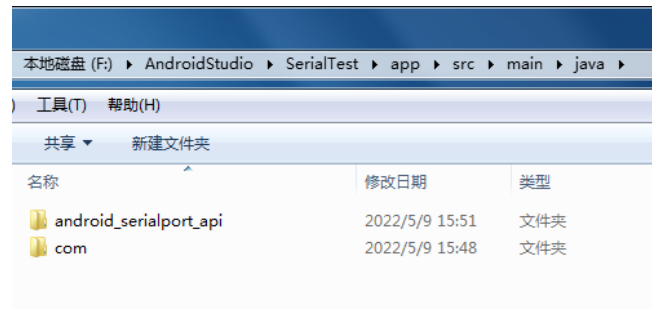 本地磁盘 (F:) ▸ AndroidStudio ▸ SerialTest ▸ app ▸ src ▸ main ▸ java ▸
) 工具(T) 帮助(H)
共享 ▾ 新建文件夹
名称 修改日期 类型
android_serialport_api 2022/5/9 15:51 文件夹
com 2022/5/9 15:48 文件夹